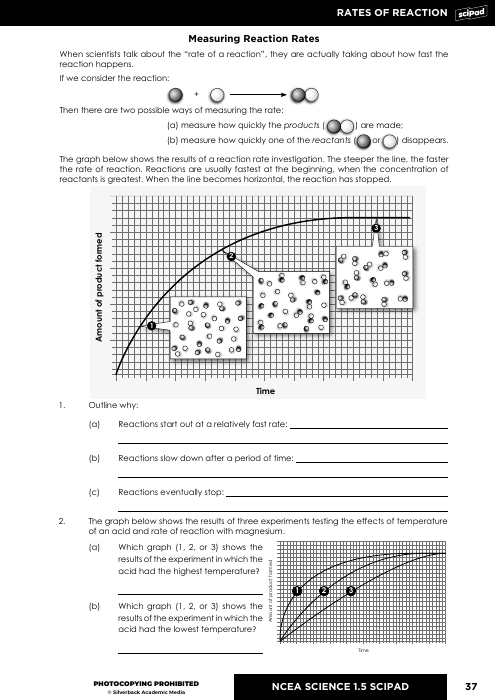 RATES OF REACTION scipad
Measuring Reaction Rates
When scientists talk about the “rate of a reaction”, they are actually taking about how fast the
reaction happens.
If we consider the reaction:
+
Then there are two possible ways of measuring the rate:
(a) measure how quickly the products ( ) are made;
(b) measure how quickly one of the reactants ( or ) disappears.
The graph below shows the results of a reaction rate investigation. The steeper the line, the faster
the rate of reaction. Reactions are usually fastest at the beginning, when the concentration of
reactants is greatest. When the line becomes horizontal, the reaction has stopped.
Amount of product formed
1
2
3
Time
1. Outline why:
(a) Reactions start out at a relatively fast rate:
(b) Reactions slow down after a period of time:
(c) Reactions eventually stop:
2. The graph below shows the results of three experiments testing the effects of temperature
of an acid and rate of reaction with magnesium.
(a) Which graph (1, 2, or 3) shows the
results of the experiment in which the
acid had the highest temperature?
(b) Which graph (1, 2, or 3) shows the
results of the experiment in which the
acid had the lowest temperature?
Amount of product formed
1 2 3
Time
PHOTOCOPYING PROHIBITED
© Silverback Academic Media
NCEA SCIENCE 1.5 SCIPAD 37